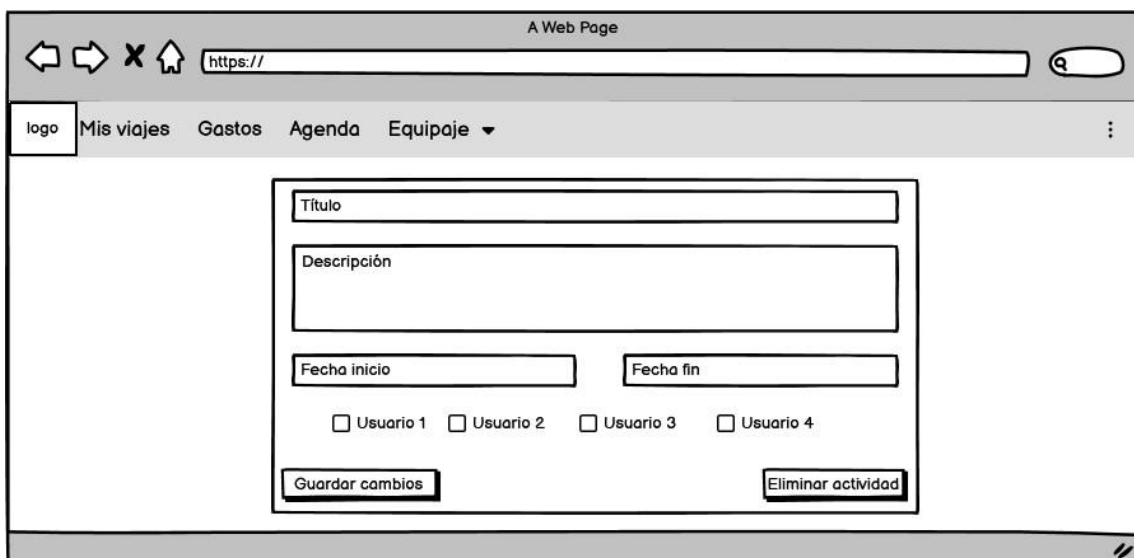 A Web Page
https://
logo Mis viajes Gastos Agenda Equipaje
Título
Descripción
Fecha inicio Fecha fin
Usuario 1 Usuario 2 Usuario 3 Usuario 4
Guardar cambios Eliminar actividad